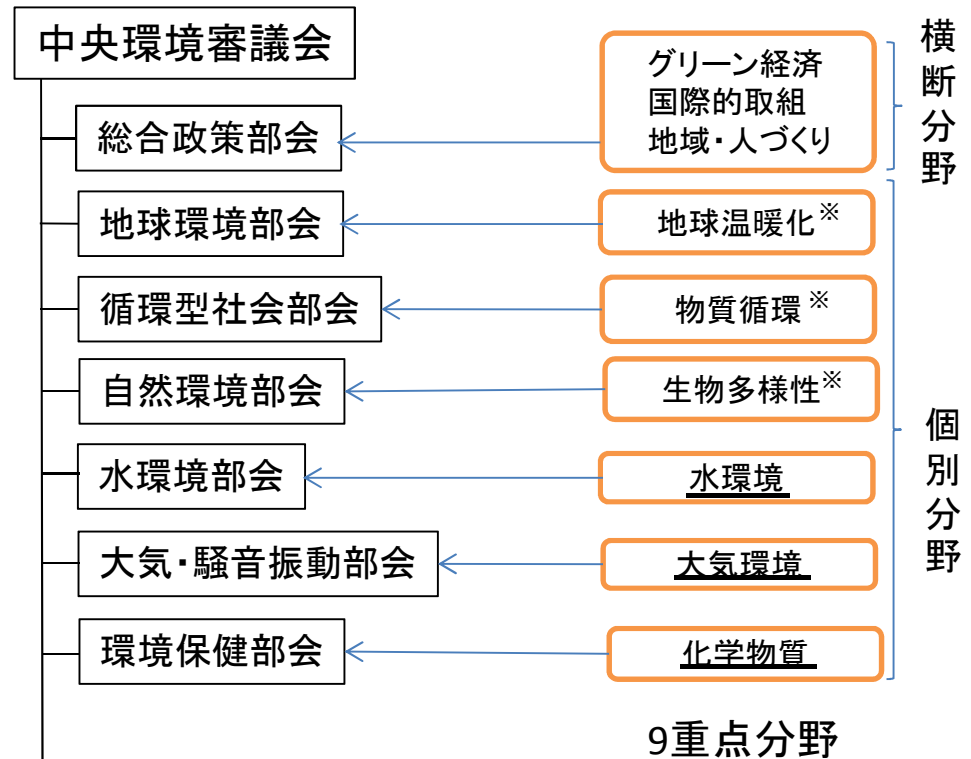 中央環境審議会
総合政策部会
グリーン経済
国際的取組
地域・人づくり
横断分野
地球環境部会
地球温暖化※
循環型社会部会
物質循環※
自然環境部会
生物多様性※
水環境部会
水環境
大気・騒音振動部会
大気環境
環境保健部会
化学物質
個別分野
9重点分野